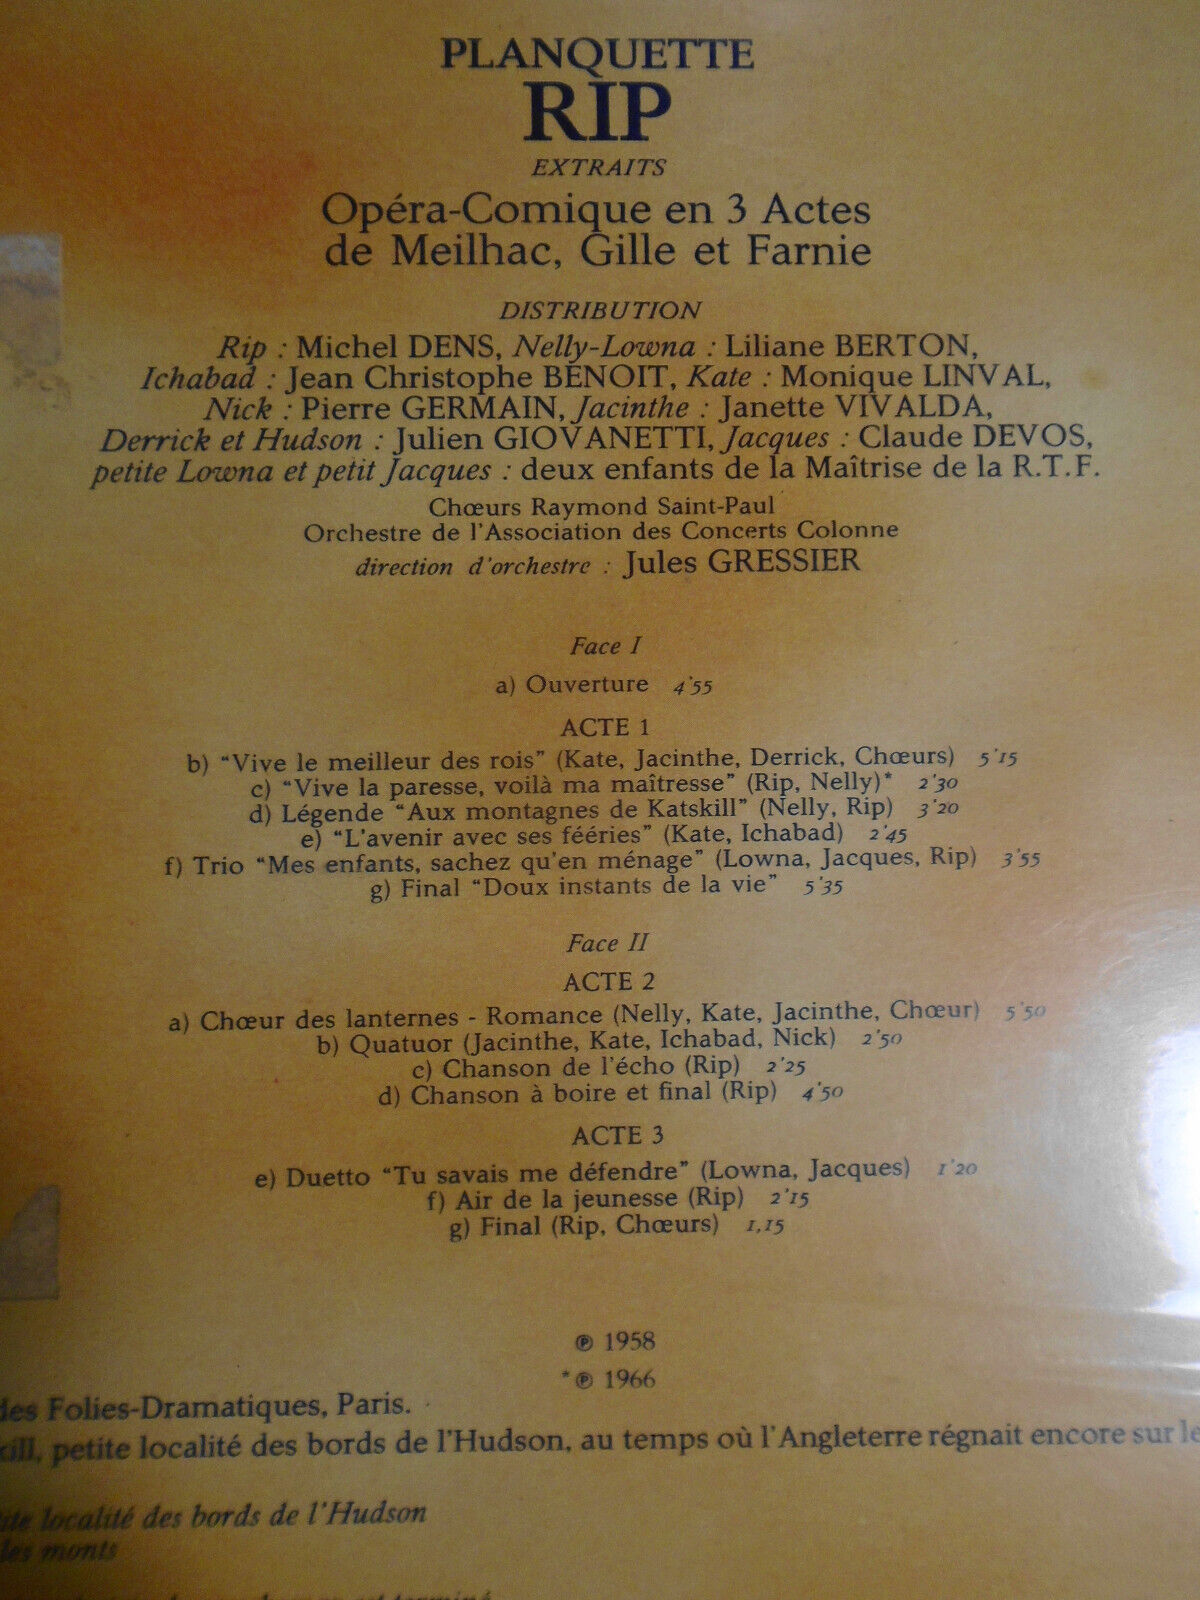 PLANQUETTE
RIP
EXTRAITS
Opéra-Comique en 3 Actes
de Meilhac, Gille et Farnie
DISTRIBUTION
Rip : Michel DENS, Nelly-Lowna : Liliane BERTON,
Ichabad : Jean Christophe BENOIT, Kate : Monique LINVAL,
Nick : Pierre GERMAIN, Jacinthe : Janette VIVALDA,
Derrick et Hudson : Julien GIOVANETTI, Jacques : Claude DEVOS,
petite Lowna et petit Jacques : deux enfants de la Maîtrise de la R.T.F.
Chœurs Raymond Saint-Paul
Orchestre de l'Association des Concerts Colonne
direction d'orchestre : Jules GRESSIER
Face I
a) Ouverture 4'55
ACTE 1
b) "Vive le meilleur des rois" (Kate, Jacinthe, Derrick, Chœurs) 5'15
c) "Vive la paresse, voilà ma maîtresse" (Rip, Nelly)* 2'30
d) Légende "Aux montagnes de Katskill" (Nelly, Rip) 3'20
e) "L'avenir avec ses fééries" (Kate, Ichabad) 2'45
f) Trio "Mes enfants, sachez qu'en ménage" (Lowna, Jacques, Rip) 3'55
g) Final "Doux instants de la vie" 5'35
Face II
ACTE 2
a) Chœur des lanternes - Romance (Nelly, Kate, Jacinthe, Chœur) 5'50
b) Quatuor (Jacinthe, Kate, Ichabad, Nick) 2'50
c) Chanson de l'écho (Rip) 2'25
d) Chanson à boire et final (Rip) 4'50
ACTE 3
e) Duetto "Tu savais me défendre" (Lowna, Jacques) 1'20
f) Air de la jeunesse (Rip) 2'15
g) Final (Rip, Chœurs) 1,15
℗ 1958
*℗ 1966
des Folies-Dramatiques, Paris.
kill, petite localité des bords de l'Hudson, au temps où l'Angleterre régnait encore sur le
localité des bords de l'Hudson
les monts